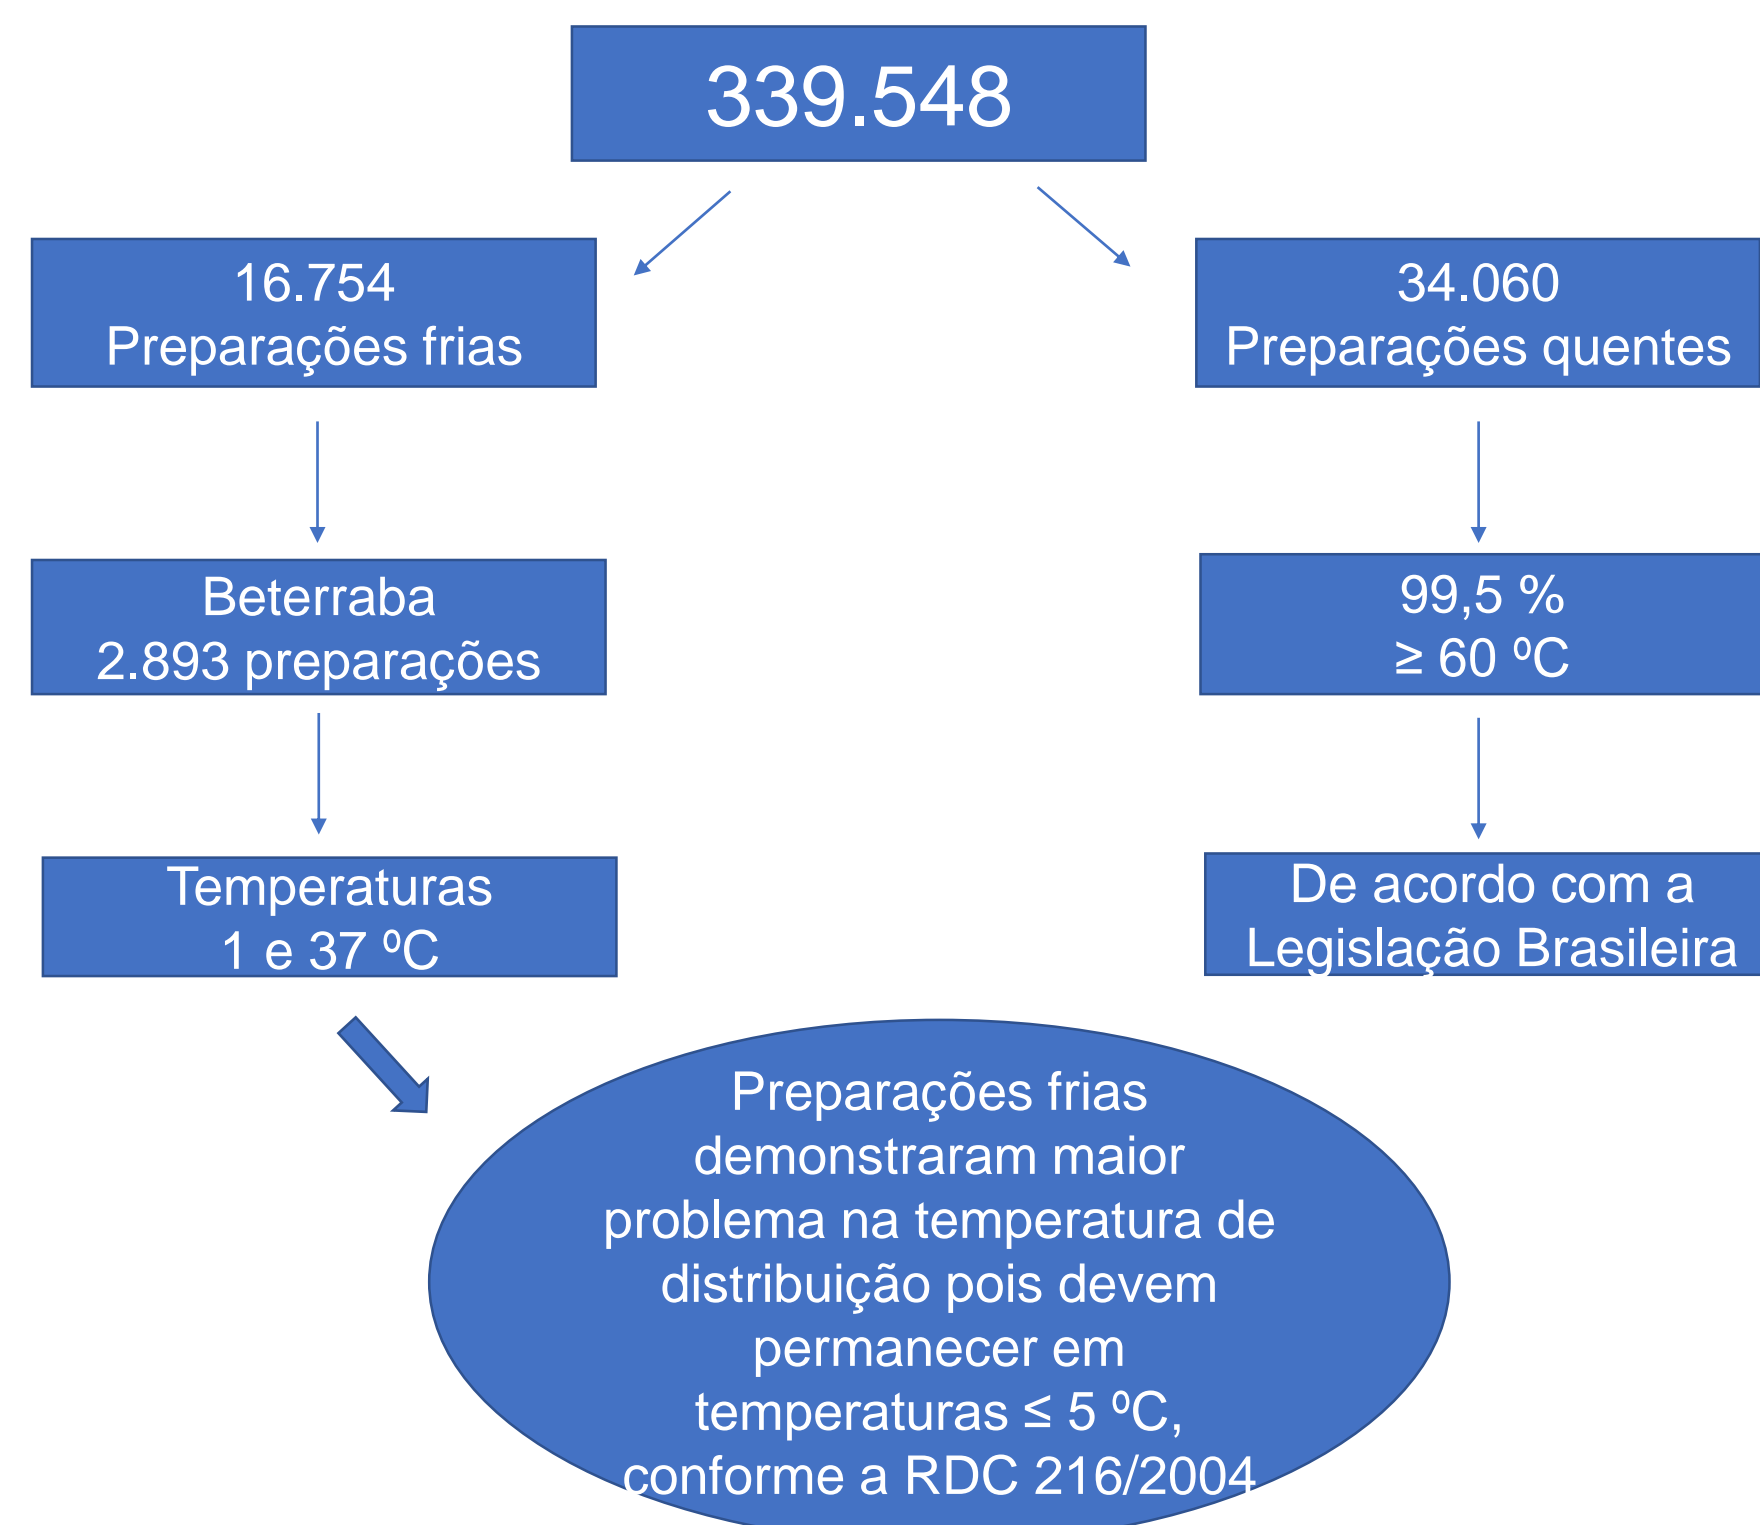 339.548
16.754
Preparações frias
34.060
Preparações quentes
Beterraba
2.893 preparações
99,5 %
≥ 60 ºC
Temperaturas
1 e 37 ºC
De acordo com a
Legislação Brasileira
Preparações frias
demonstraram maior
problema na temperatura de
distribuição pois devem
permanecer em
temperaturas ≤ 5 ºC,
conforme a RDC 216/2004